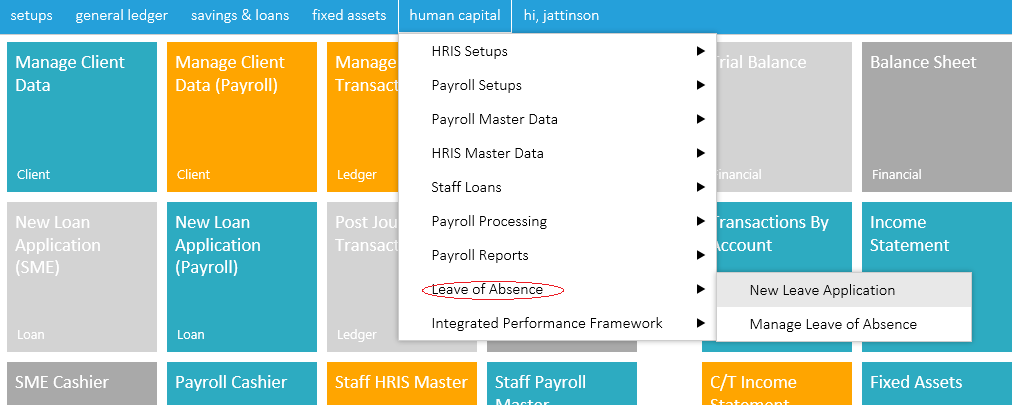 setups general ledger savings & loans fixed assets human capital hi, jattinson
Manage Client
Data
Client
Manage Client
Data (Payroll)
Client
Manage
Transact
Ledger
HRIS Setups
Payroll Setups
Payroll Master Data
HRIS Master Data
Staff Loans
Payroll Processing
Payroll Reports
Leave of Absence
Integrated Performance Framework
New Leave Application
Manage Leave of Absence
Trial Balance
Financial
Balance Sheet
Financial
New Loan
Application
(SME)
Loan
New Loan
Application
(Payroll)
Loan
Post Jou
Transact
Ledger
Transactions By
Account
Income
Statement
SME Cashier
Payroll Cashier
Staff HRIS Master
Staff Payroll
Master
C/T Income
Statement
Fixed Assets